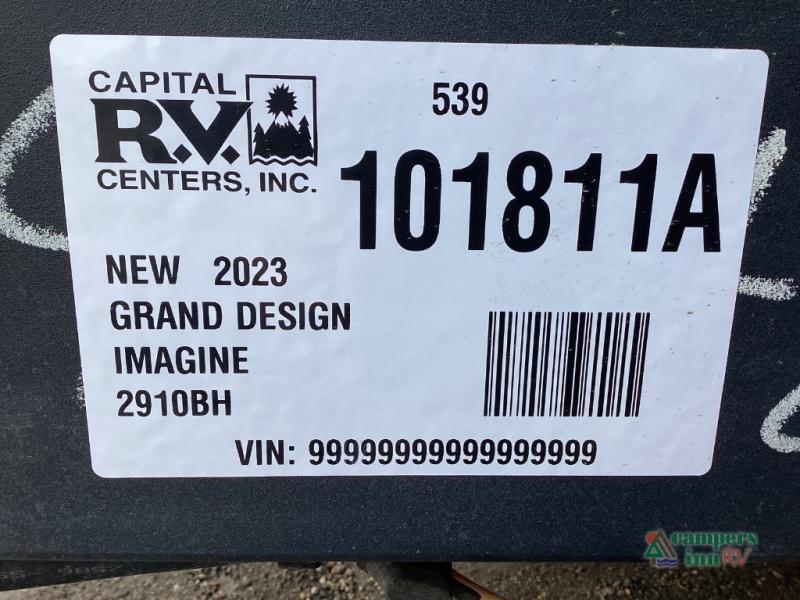 CAPITAL
R.V.
CENTERS, INC.
539
101811A
NEW 2023
GRAND DESIGN
IMAGINE
2910BH
VIN: 99999999999999999
campers
inn RV